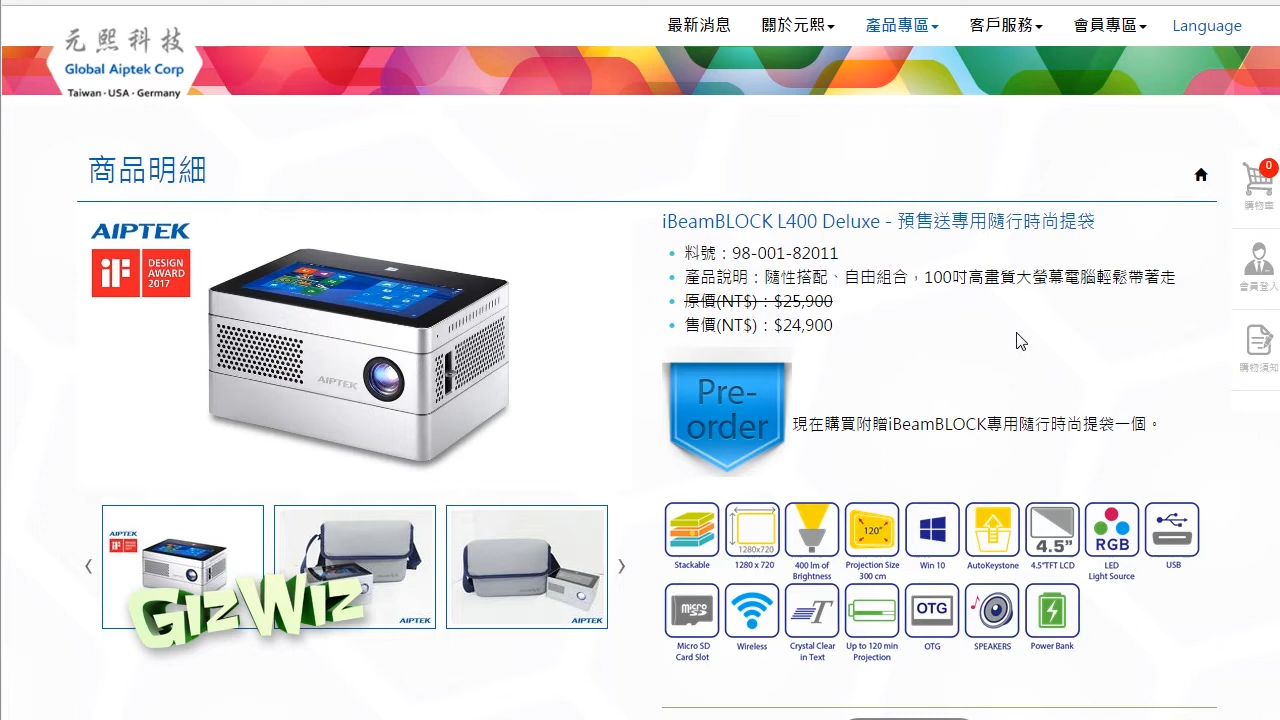 最新消息 關於元熙 產品專區 客戶服務 會員專區 Language
元熙科技
Global Aiptek Corp
Taiwan·USA·Germany
商品明細
0
購物車
會員登入
購物須知
AIPTEK
iF DESIGN AWARD 2017
AIPTEK
iBeamBLOCK L400 Deluxe - 預售送專用隨行時尚提袋
料號：98-001-82011
產品說明：隨性搭配、自由組合，100吋高畫質大螢幕電腦輕鬆帶著走
原價(NT$)：$25,900
售價(NT$)：$24,900
Pre-
order
現在購買附贈iBeamBLOCK專用隨行時尚提袋一個。
AIPTEK
iF
AIPTEK
AIPTEK
GizWiz
1280x720
120"
4.5"
RGB
Stackable
1280 x 720
400 lm of
Brightness
Projection Size
300 cm
Win 10
AutoKeystone
4.5"TFT LCD
LED
Light Source
USB
micro
SD
T
OTG
Micro SD
Card Slot
Wireless
Crystal Clear
in Text
Up to 120 min
Projection
OTG
SPEAKERS
Power Bank